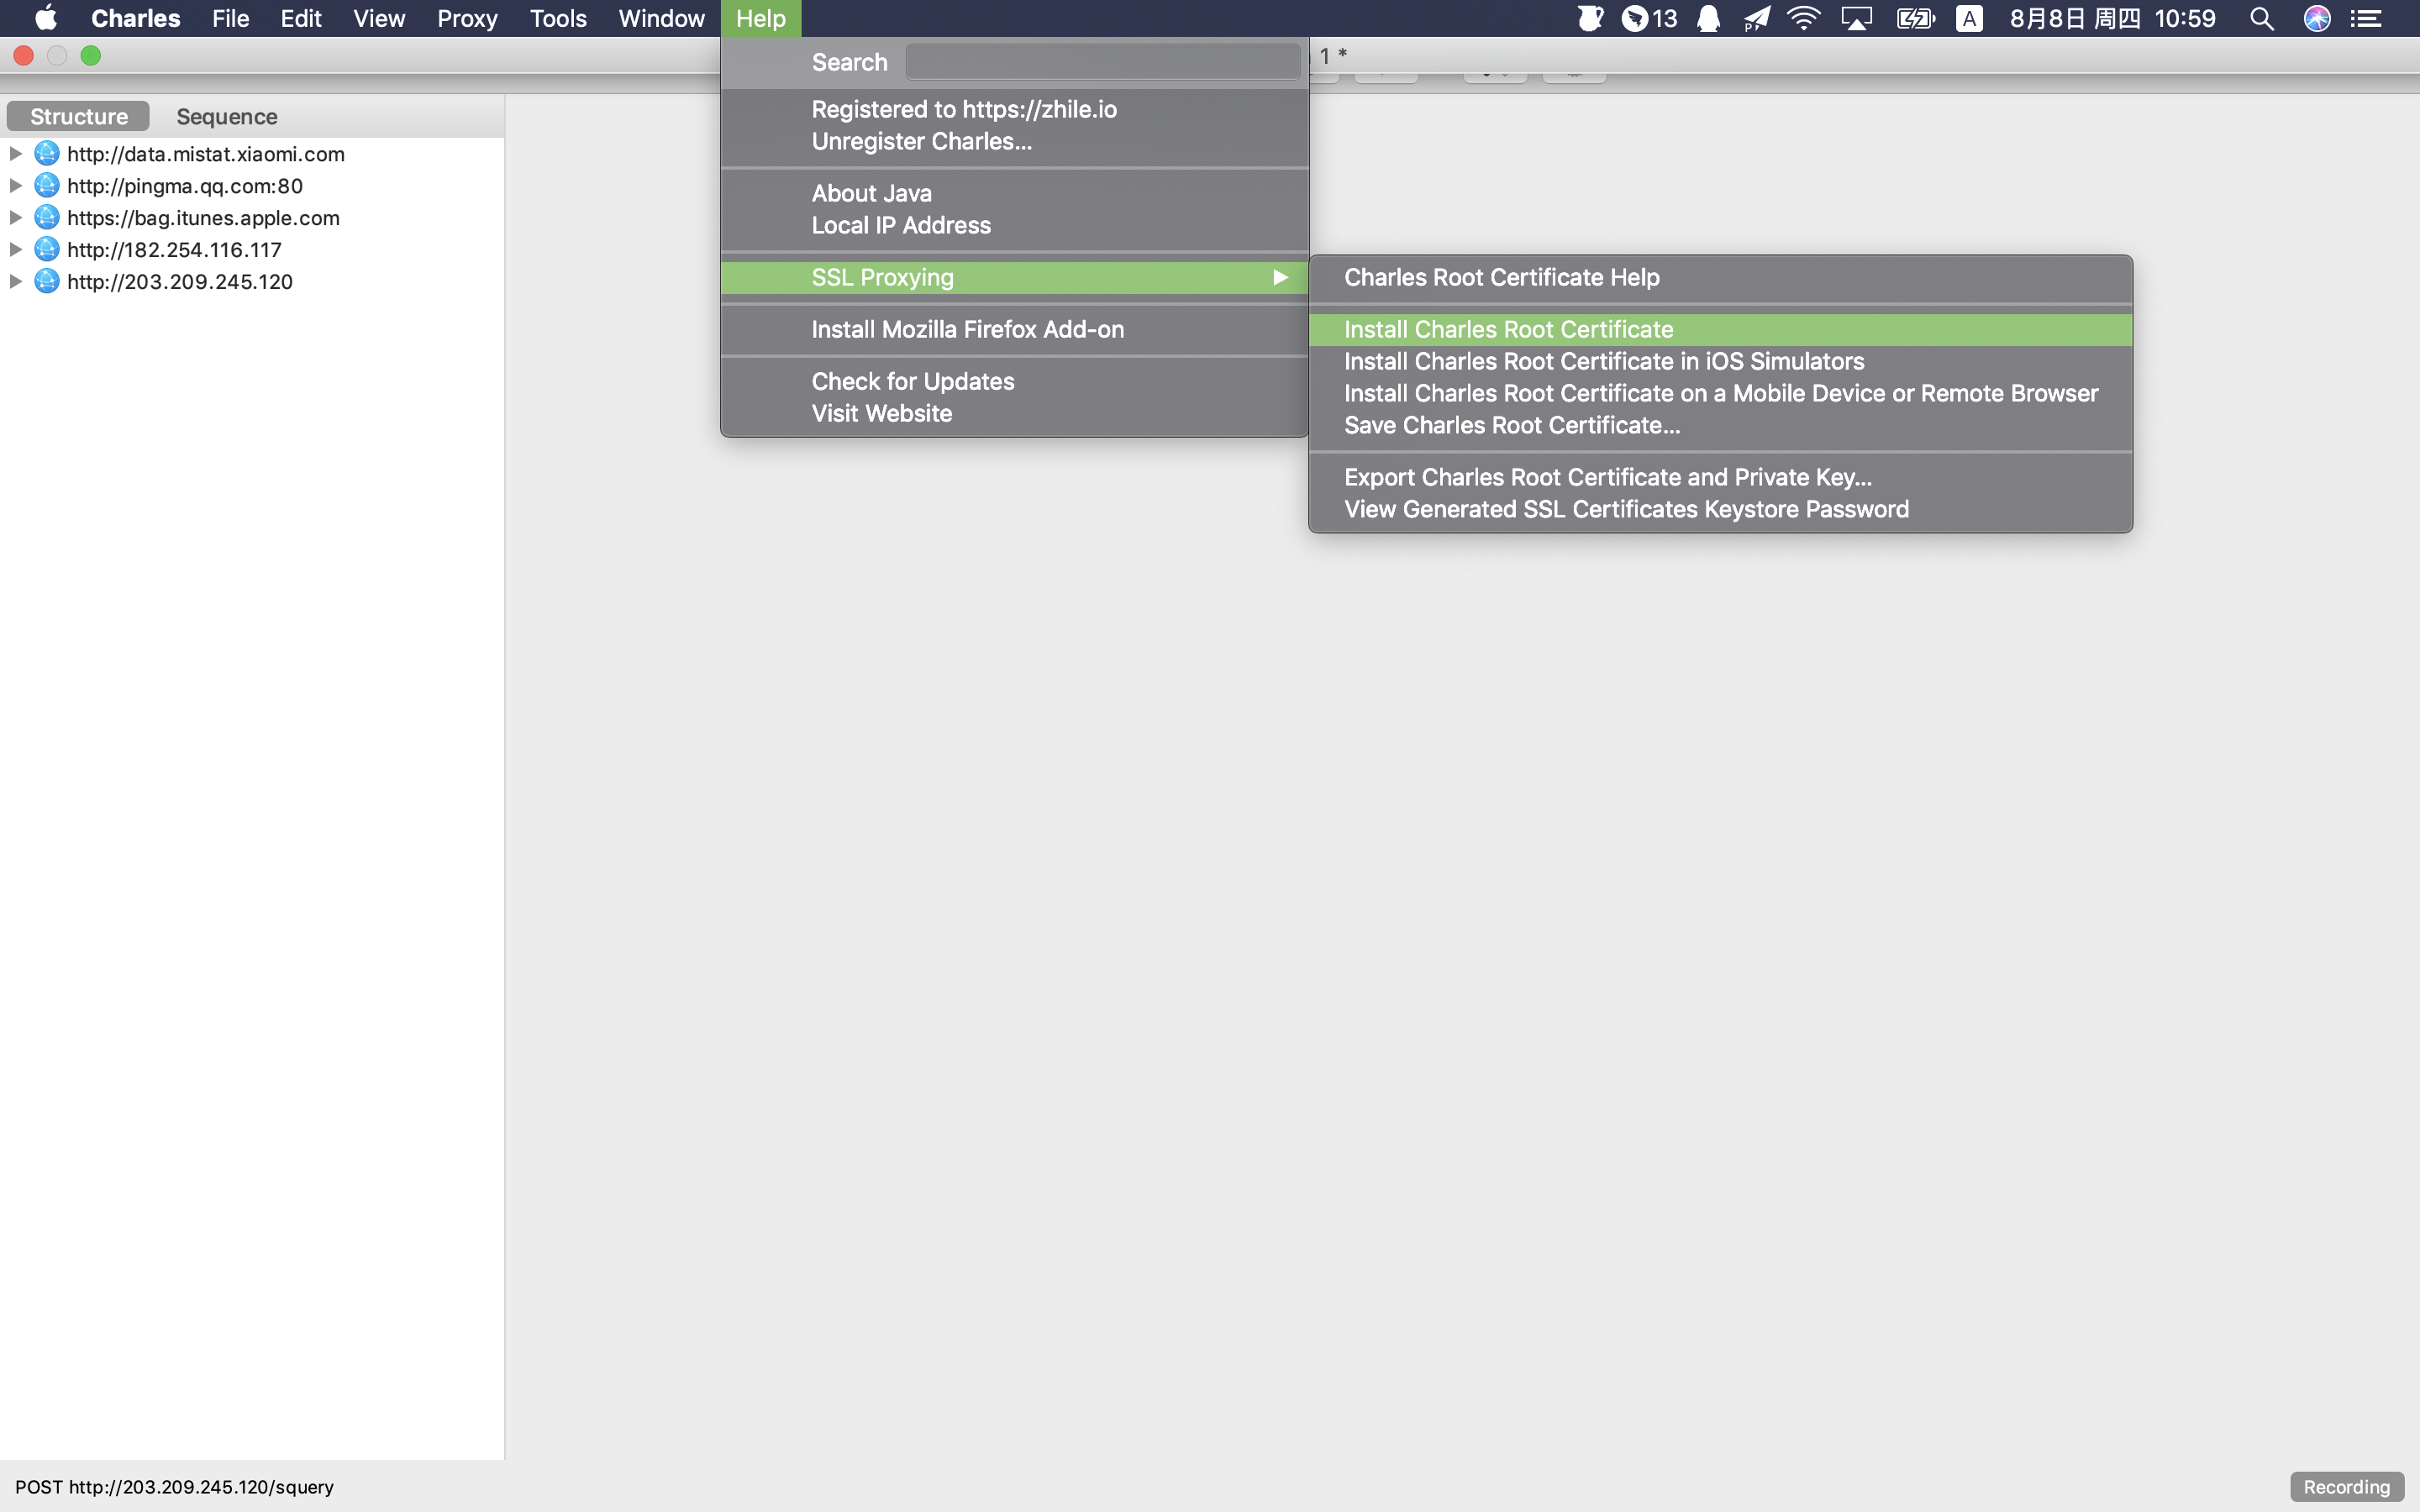 Charles File Edit View Proxy Tools Window Help 13 A 8月8日 周四 10:59
1 *
Search
Registered to https://zhile.io
Unregister Charles...
About Java
Local IP Address
SSL Proxying
Install Mozilla Firefox Add-on
Check for Updates
Visit Website
Charles Root Certificate Help
Install Charles Root Certificate
Install Charles Root Certificate in iOS Simulators
Install Charles Root Certificate on a Mobile Device or Remote Browser
Save Charles Root Certificate...
Export Charles Root Certificate and Private Key...
View Generated SSL Certificates Keystore Password
Structure Sequence
http://data.mistat.xiaomi.com
http://pingma.qq.com:80
https://bag.itunes.apple.com
http://182.254.116.117
http://203.209.245.120
POST http://203.209.245.120/squery
Recording